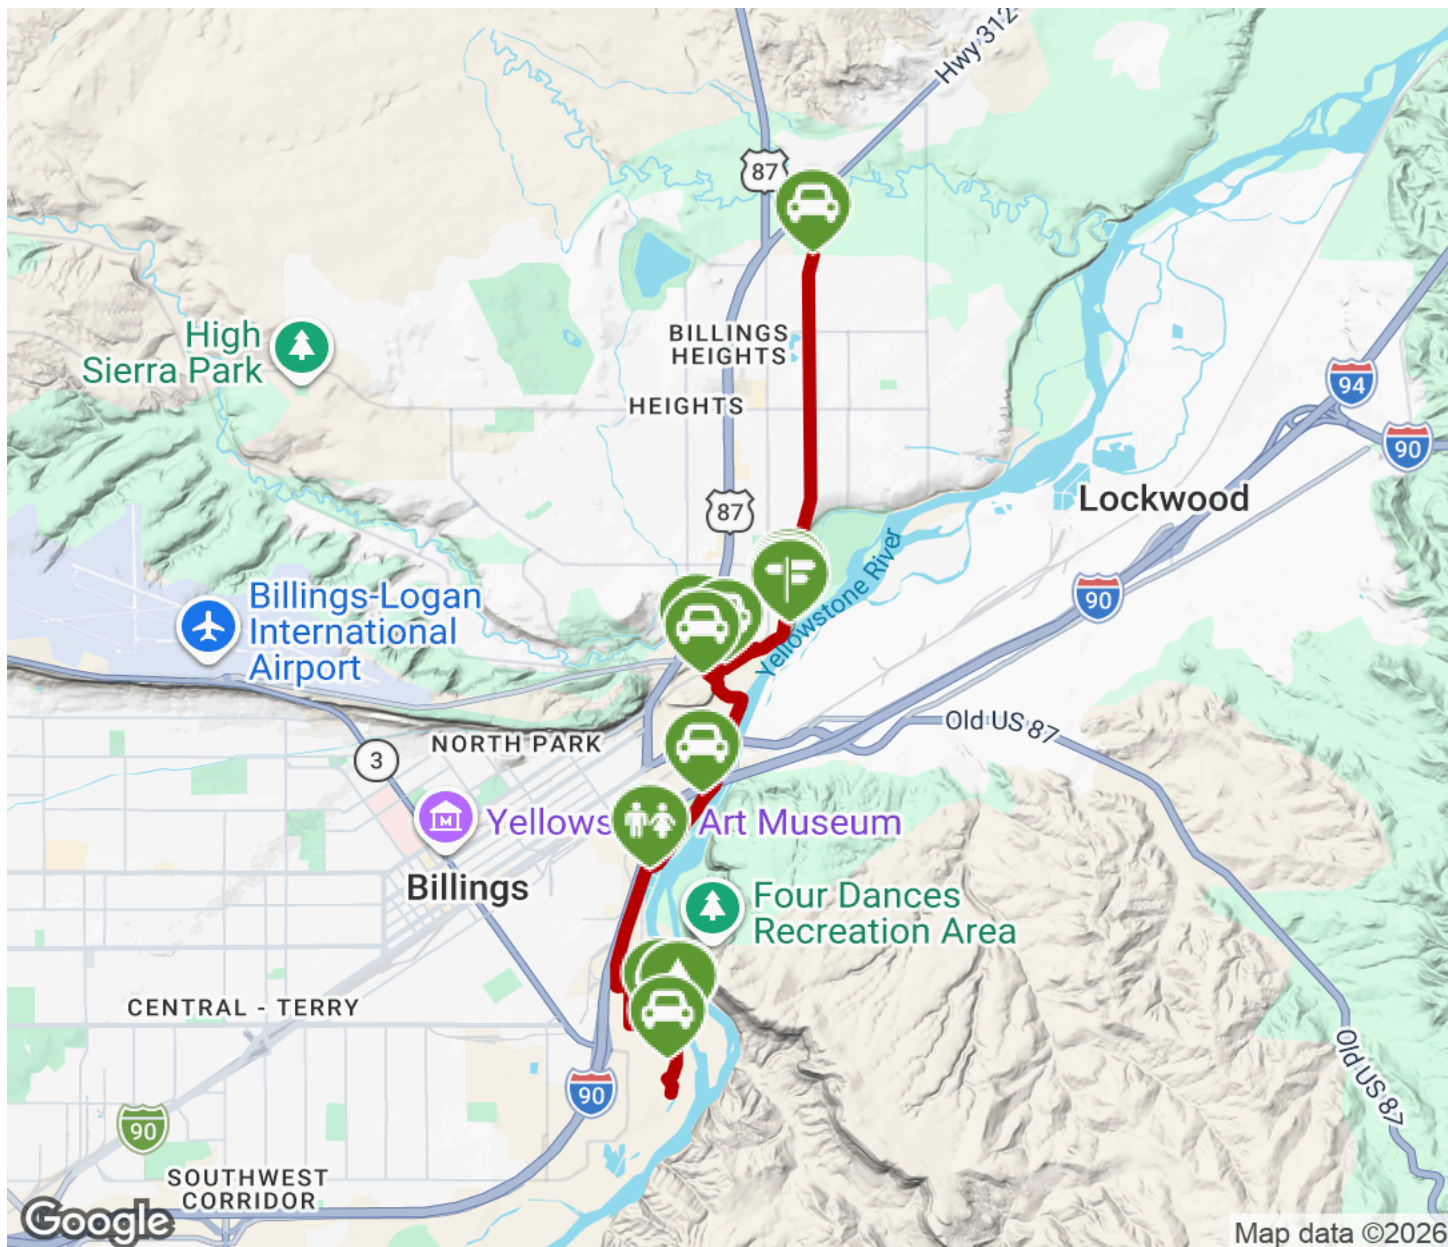 Hwy 312
87
High
Sierra Park
BILLINGS
HEIGHTS
HEIGHTS
94
90
87
Lockwood
Yellowstone River
90
Billings-Logan
International
Airport
Old US 87
NORTH PARK
3
Yellows
Art Museum
Billings
Four Dances
Recreation Area
CENTRAL - TERRY
Old US 87
90
90
SOUTHWEST
CORRIDOR
Google
Map data ©2026